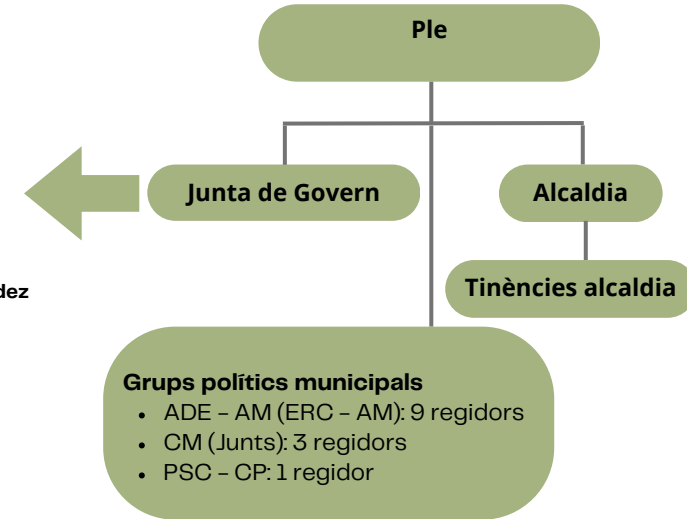 Ple
Junta de Govern
Alcaldia
dez
Tinències alcaldia
Grups polítics municipals
• ADE – AM (ERC – AM): 9 regidors
• CM (Junts): 3 regidors
• PSC – CP: 1 regidor